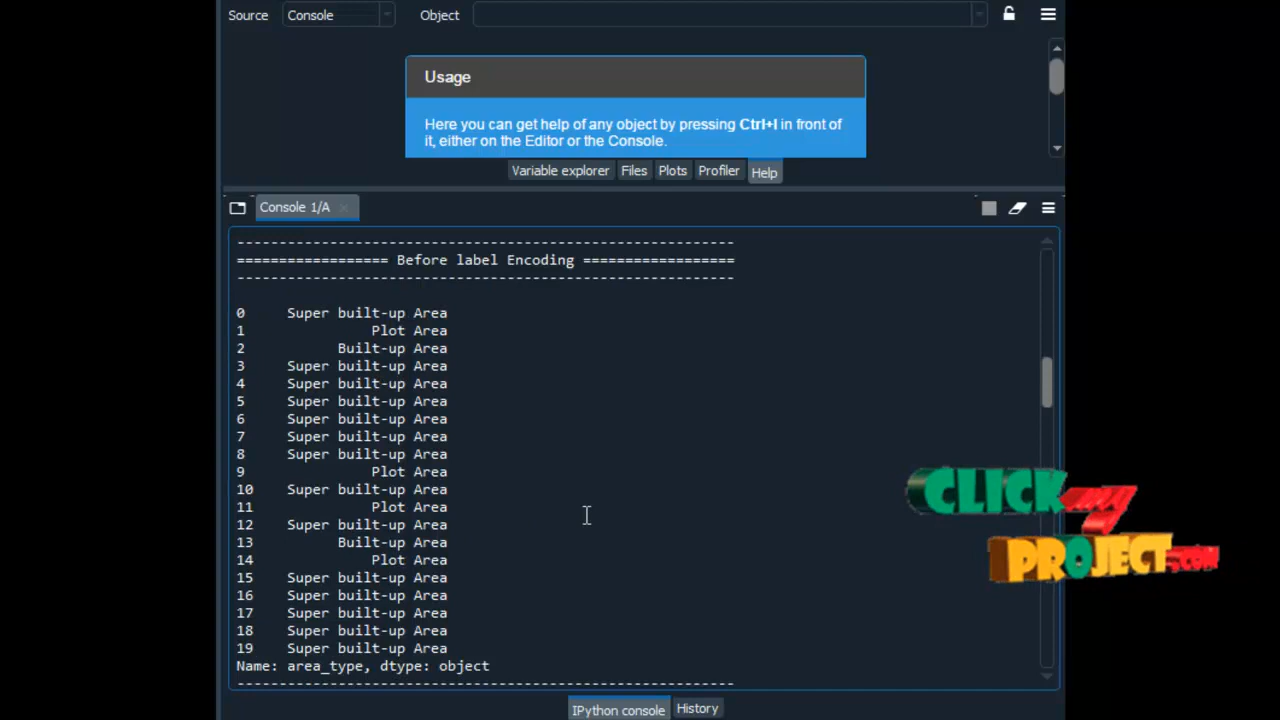 Source Console Object
Usage
Here you can get help of any object by pressing Ctrl+I in front of
it, either on the Editor or the Console.
Variable explorer Files Plots Profiler Help
Console 1/A
-----------------------------------------------------------
================== Before label Encoding ==================
-----------------------------------------------------------
0     Super built-up Area
1               Plot Area
2           Built-up Area
3     Super built-up Area
4     Super built-up Area
5     Super built-up Area
6     Super built-up Area
7     Super built-up Area
8     Super built-up Area
9               Plot Area
10    Super built-up Area
11              Plot Area
12    Super built-up Area
13          Built-up Area
14              Plot Area
15    Super built-up Area
16    Super built-up Area
17    Super built-up Area
18    Super built-up Area
19    Super built-up Area
Name: area_type, dtype: object
-----------------------------------------------------------
CLICK
my
PROJECT.COM
IPython console History